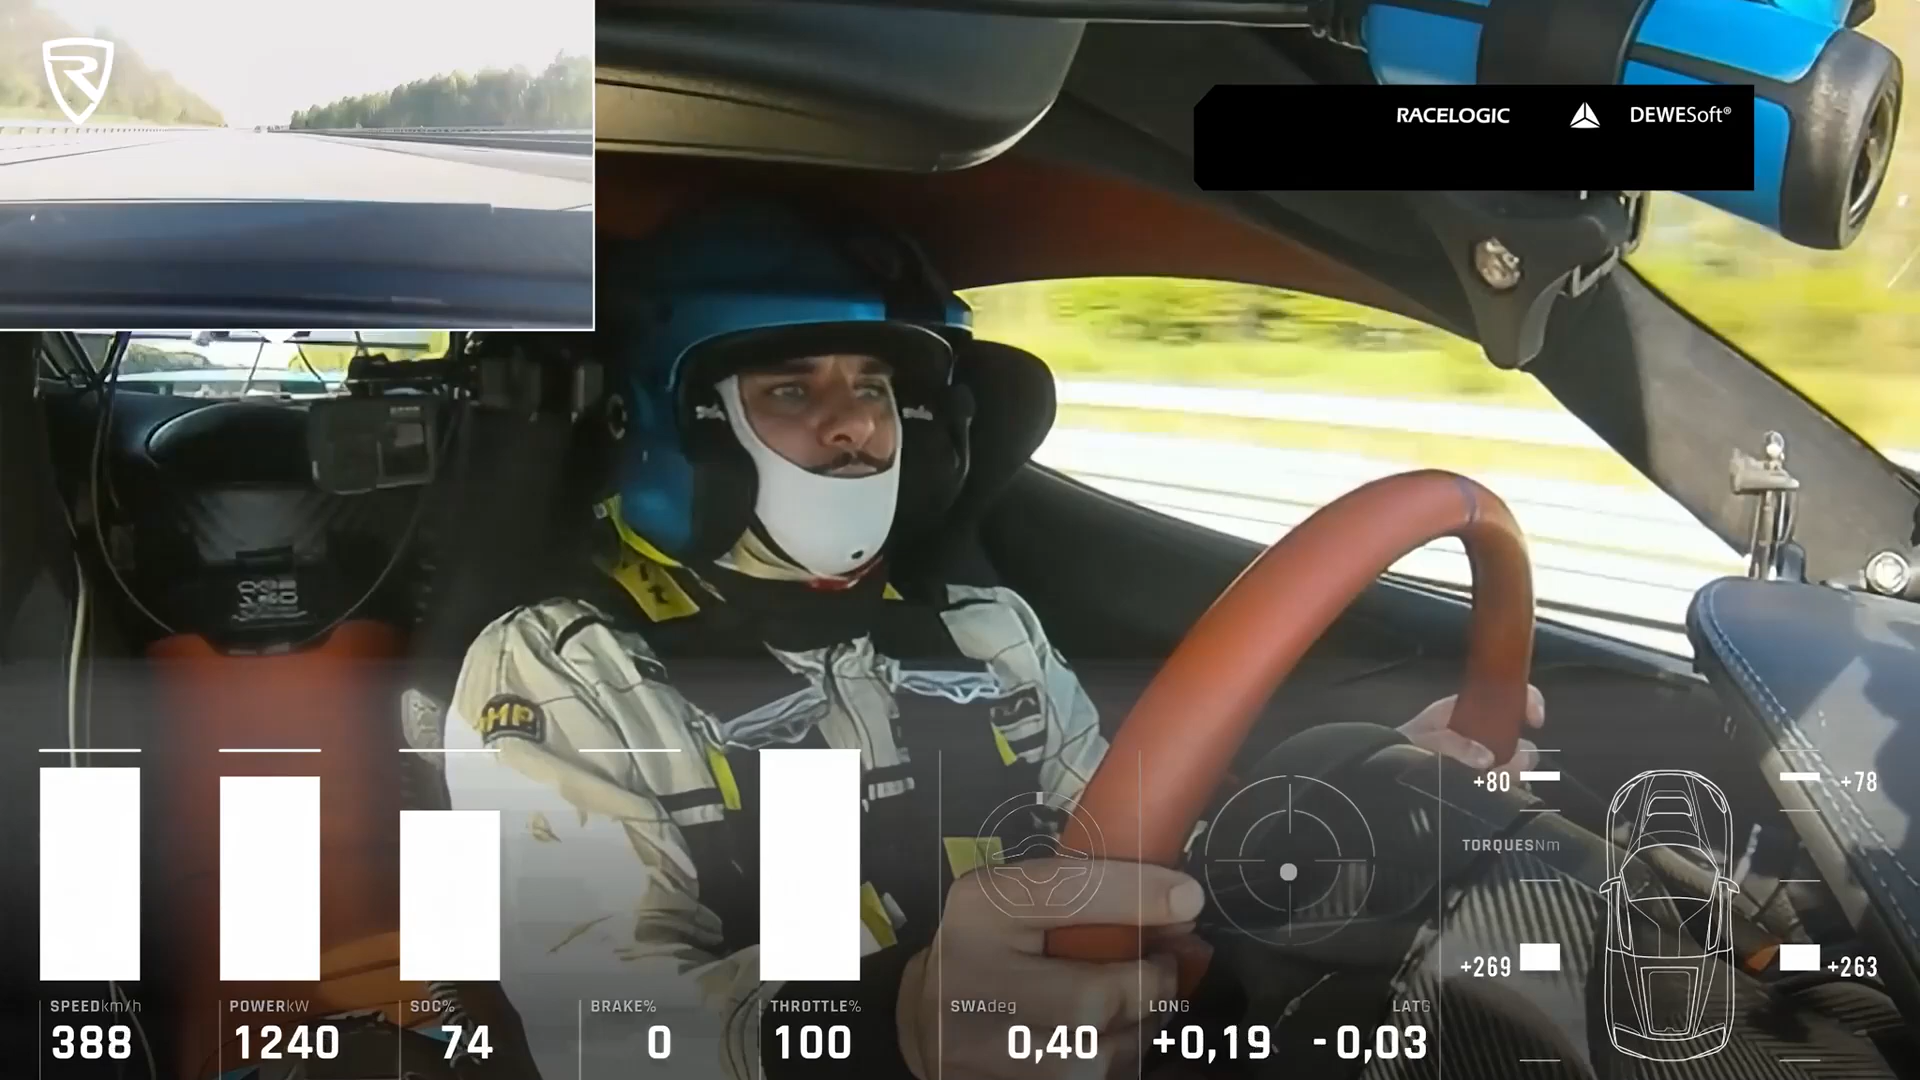 R
RACELOGIC DEWESoft®
HP
+80 +78
TORQUESNm
+269 +263
SPEEDkm/h POWERkW SOC% BRAKE% THROTTLE% SWAdeg LONG LATG
388 1240 74 0 100 0,40 +0,19 -0,03